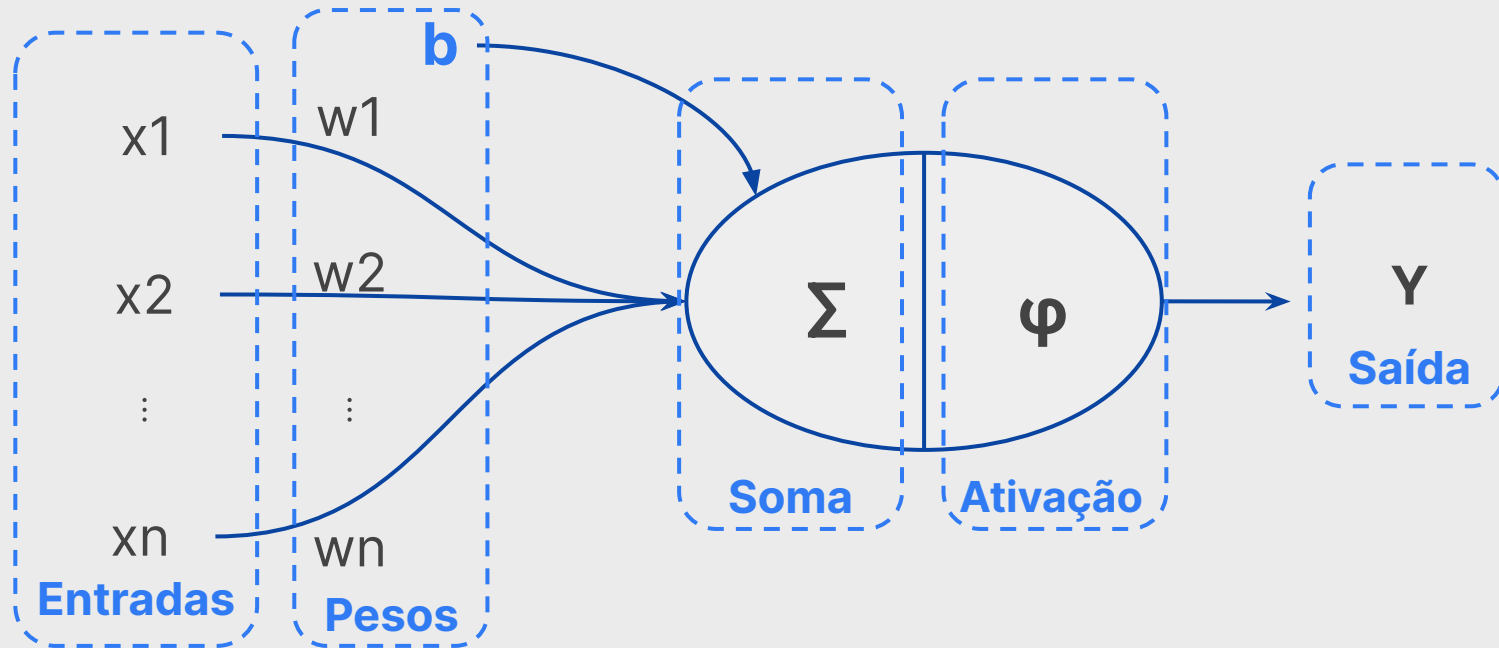 b
x1
w1
x2
w2
⋮
⋮
xn
wn
Entradas
Pesos
Σ
φ
Soma
Ativação
Y
Saída